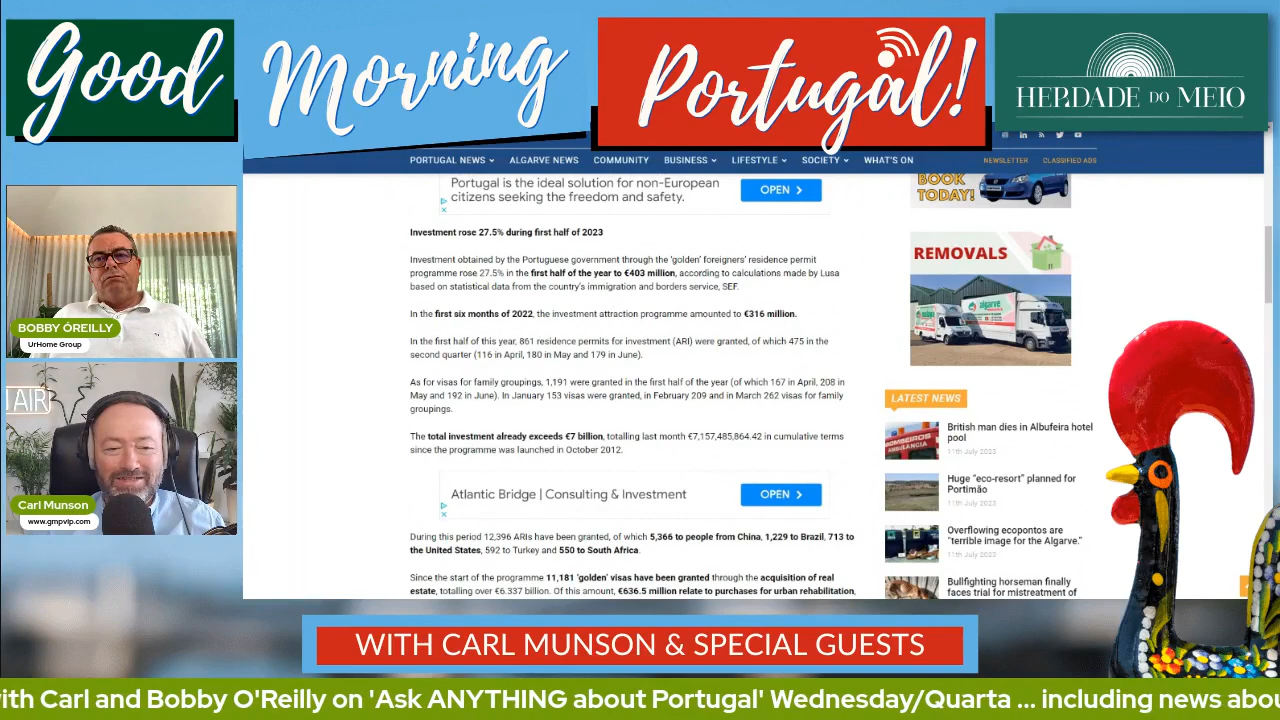 Good
Morning
Portugal!
HERDADE DO MEIO
PORTUGAL NEWS ALGARVE NEWS COMMUNITY BUSINESS LIFESTYLE SOCIETY WHAT'S ON NEWSLETTER CLASSIFIED ADS
Portugal is the ideal solution for non-European
citizens seeking the freedom and safety.
OPEN
BOOK
TODAY!
Investment rose 27.5% during first half of 2023
Investment obtained by the Portuguese government through the 'golden' foreigners' residence permit
programme rose 27.5% in the first half of the year to €403 million, according to calculations made by Lusa
based on statistical data from the country's immigration and borders service, SEF.
In the first six months of 2022, the investment attraction programme amounted to €316 million.
In the first half of this year, 861 residence permits for investment (ARI) were granted, of which 475 in the
second quarter (116 in April, 180 in May and 179 in June).
As for visas for family groupings, 1,191 were granted in the first half of the year (of which 167 in April, 208 in
May and 192 in June). In January 153 visas were granted, in February 209 and in March 262 visas for family
groupings.
The total investment already exceeds €7 billion, totalling last month €7,157,485,864.42 in cumulative terms
since the programme was launched in October 2012.
Atlantic Bridge | Consulting & Investment
OPEN
During this period 12,396 ARIs have been granted, of which 5,366 to people from China, 1,229 to Brazil, 713 to
the United States, 592 to Turkey and 550 to South Africa.
Since the start of the programme 11,181 'golden' visas have been granted through the acquisition of real
estate, totalling over €6.337 billion. Of this amount, €636.5 million relate to purchases for urban rehabilitation,
REMOVALS
algarve
LATEST NEWS
British man dies in Albufeira hotel
pool
11th July 2023
Huge "eco-resort" planned for
Portimão
11th July 2023
Overflowing ecopontos are
"terrible image for the Algarve."
11th July 2023
Bullfighting horseman finally
faces trial for mistreatment of
BOMBEIROS
AMBULANCIA
BOBBY ÓREILLY
UrHome Group
AIR
Carl Munson
www.gmpvip.com
WITH CARL MUNSON & SPECIAL GUESTS
ith Carl and Bobby O'Reilly on 'Ask ANYTHING about Portugal' Wednesday/Quarta ... including news abou